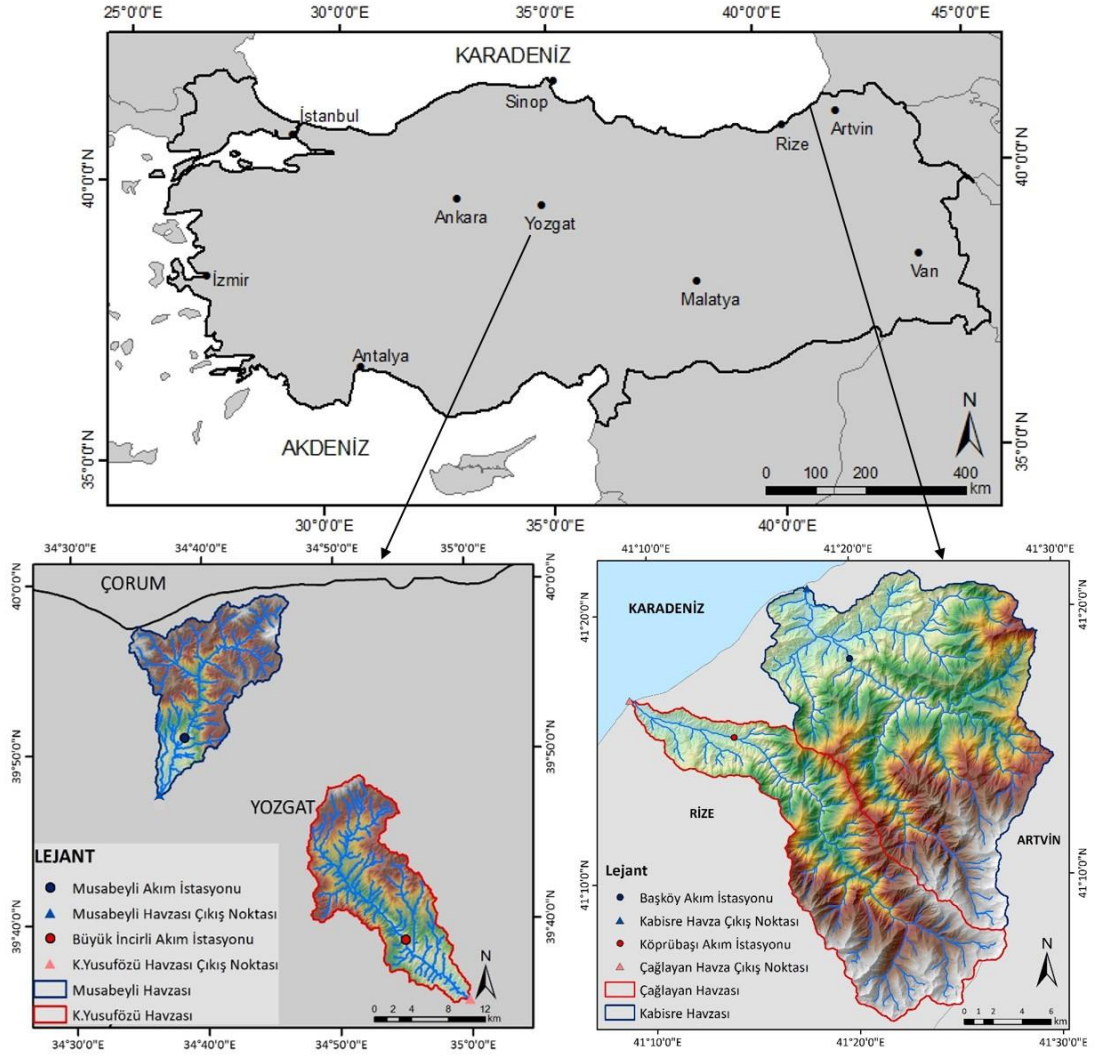 25°0'0"E 30°0'0"E 35°0'0"E 40°0'0"E 45°0'0"E
KARADENİZ
Sinop
İstanbul
Artvin
Rize
40°0'0"N
40°0'0"N
Ankara
Yozgat
Van
İzmir
Malatya
Antalya
AKDENİZ
N
35°0'0"N
35°0'0"N
0 100 200 400
km
30°0'0"E 35°0'0"E 40°0'0"E
34°30'0"E 34°40'0"E 34°50'0"E 35°0'0"E
ÇORUM
40°0'0"N
40°0'0"N
39°50'0"N
39°50'0"N
YOZGAT
39°40'0"N
39°40'0"N
LEJANT
Musabeyli Akım İstasyonu
Musabeyli Havzası Çıkış Noktası
Büyük İncirli Akım İstasyonu
K.Yusufözü Havzası Çıkış Noktası
Musabeyli Havzası
K.Yusufözü Havzası
N
0 2 4 8 12
km
34°30'0"E 34°40'0"E 34°50'0"E 35°0'0"E
41°10'0"E 41°20'0"E 41°30'0"E
KARADENİZ
41°20'0"N
41°20'0"N
RİZE
ARTVİN
41°10'0"N
41°10'0"N
Lejant
Başköy Akım İstasyonu
Kabisre Havza Çıkış Noktası
Köprübaşı Akım İstasyonu
Çağlayan Havza Çıkış Noktası
Çağlayan Havzası
Kabisre Havzası
N
0 1 2 4 6
km
41°10'0"E 41°20'0"E 41°30'0"E